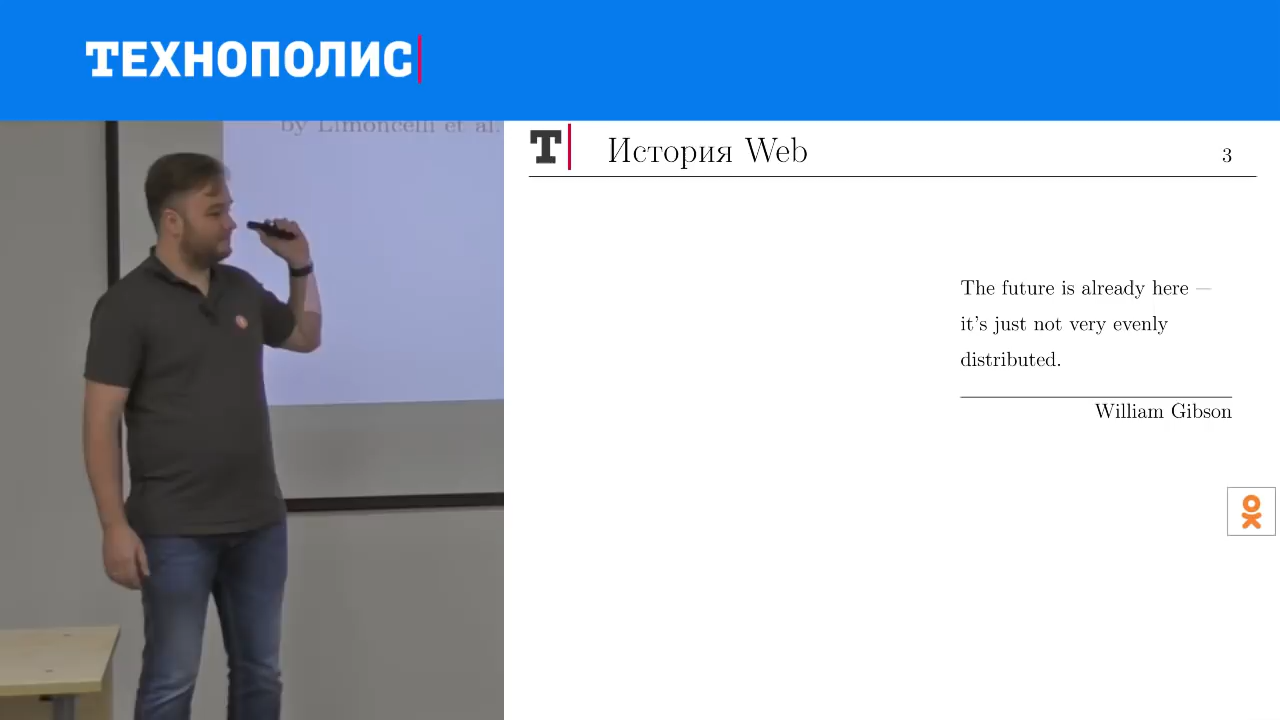 ТЕХНОПОЛИС
by Limoncelli et al.
Т
История Web
3
The future is already here —
it's just not very evenly
distributed.
William Gibson